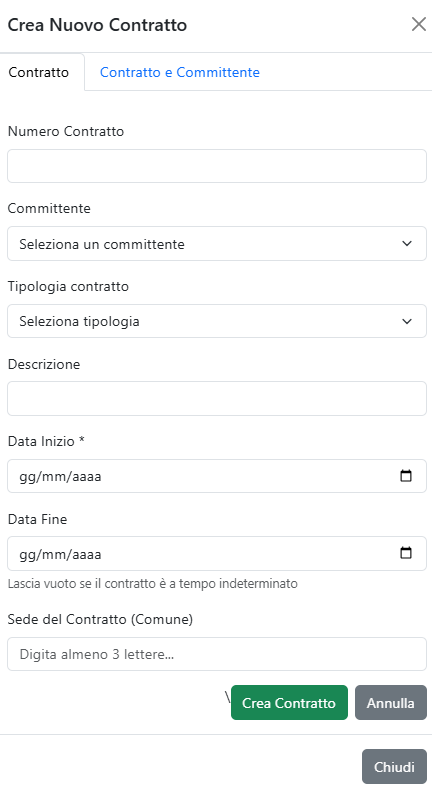 Crea Nuovo Contratto
Contratto
Contratto e Committente
Numero Contratto
Committente
Seleziona un committente
Tipologia contratto
Seleziona tipologia
Descrizione
Data Inizio *
gg/mm/aaaa
Data Fine
gg/mm/aaaa
Lascia vuoto se il contratto è a tempo indeterminato
Sede del Contratto (Comune)
Digita almeno 3 lettere...
\ Crea Contratto Annulla
Chiudi